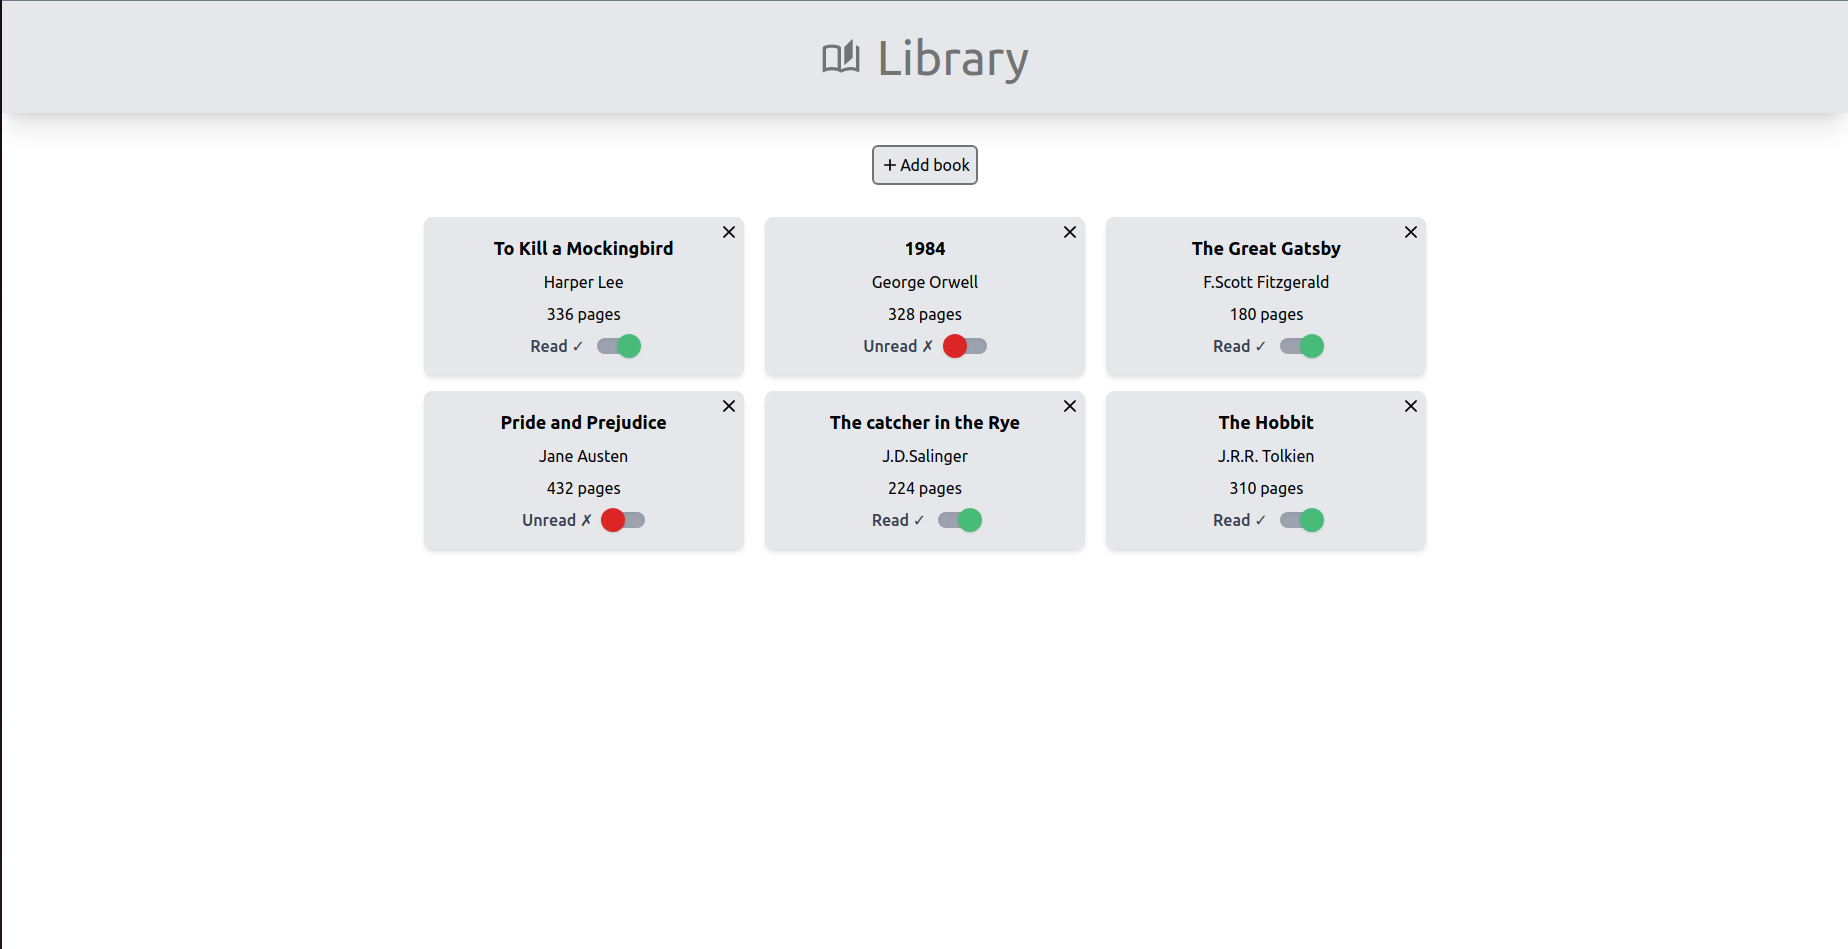 Library
+ Add book
To Kill a Mockingbird
Harper Lee
336 pages
Read ✓
1984
George Orwell
328 pages
Unread ✗
The Great Gatsby
F.Scott Fitzgerald
180 pages
Read ✓
Pride and Prejudice
Jane Austen
432 pages
Unread ✗
The catcher in the Rye
J.D.Salinger
224 pages
Read ✓
The Hobbit
J.R.R. Tolkien
310 pages
Read ✓